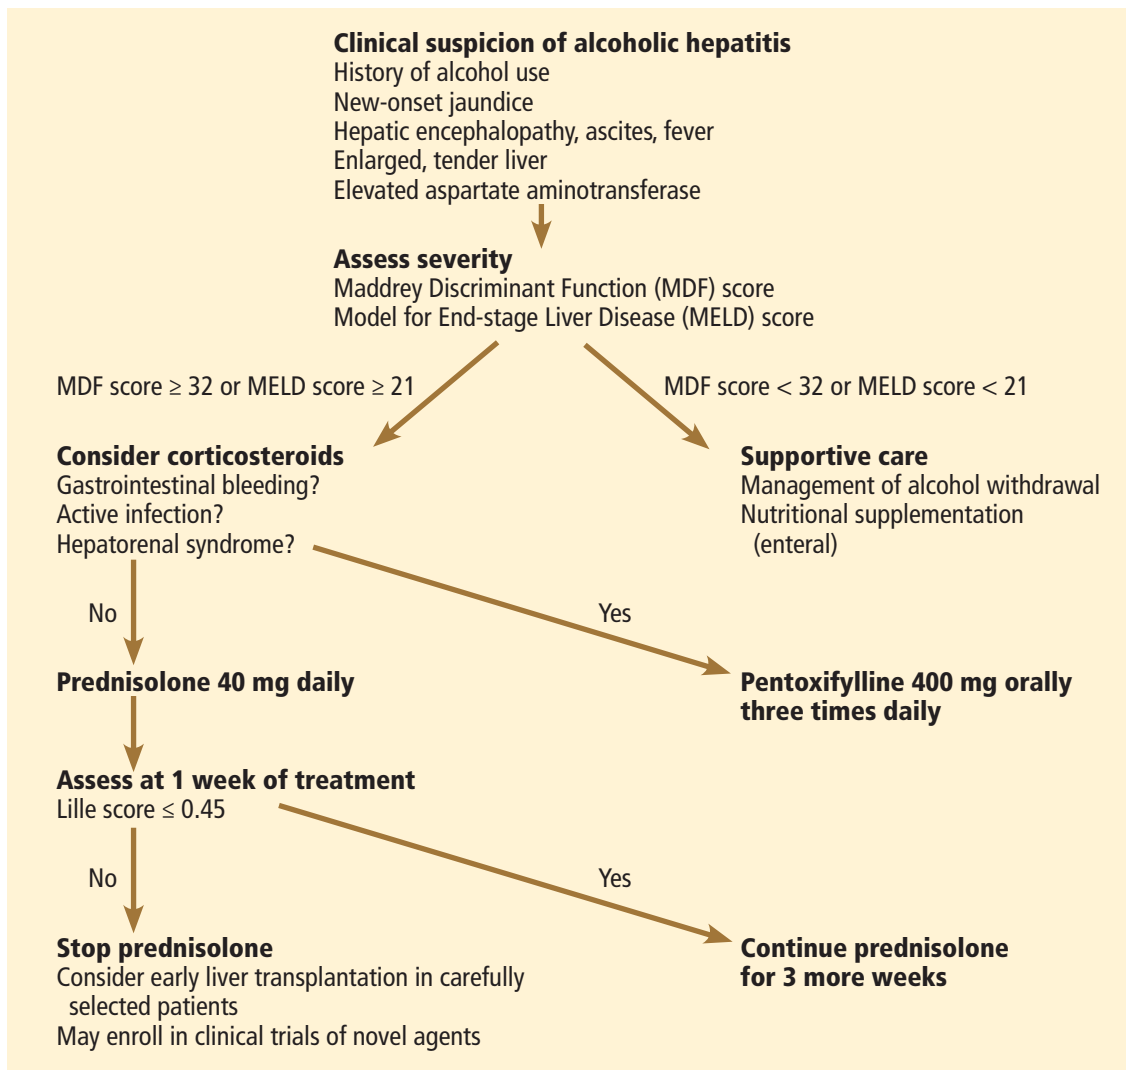 Clinical suspicion of alcoholic hepatitis
History of alcohol use
New-onset jaundice
Hepatic encephalopathy, ascites, fever
Enlarged, tender liver
Elevated aspartate aminotransferase
Assess severity
Maddrey Discriminant Function (MDF) score
Model for End-stage Liver Disease (MELD) score
MDF score ≥ 32 or MELD score ≥ 21
MDF score < 32 or MELD score < 21
Consider corticosteroids
Gastrointestinal bleeding?
Active infection?
Hepatorenal syndrome?
Supportive care
Management of alcohol withdrawal
Nutritional supplementation
(enteral)
No
Yes
Prednisolone 40 mg daily
Pentoxifylline 400 mg orally
three times daily
Assess at 1 week of treatment
Lille score ≤ 0.45
No
Yes
Stop prednisolone
Consider early liver transplantation in carefully
selected patients
May enroll in clinical trials of novel agents
Continue prednisolone
for 3 more weeks